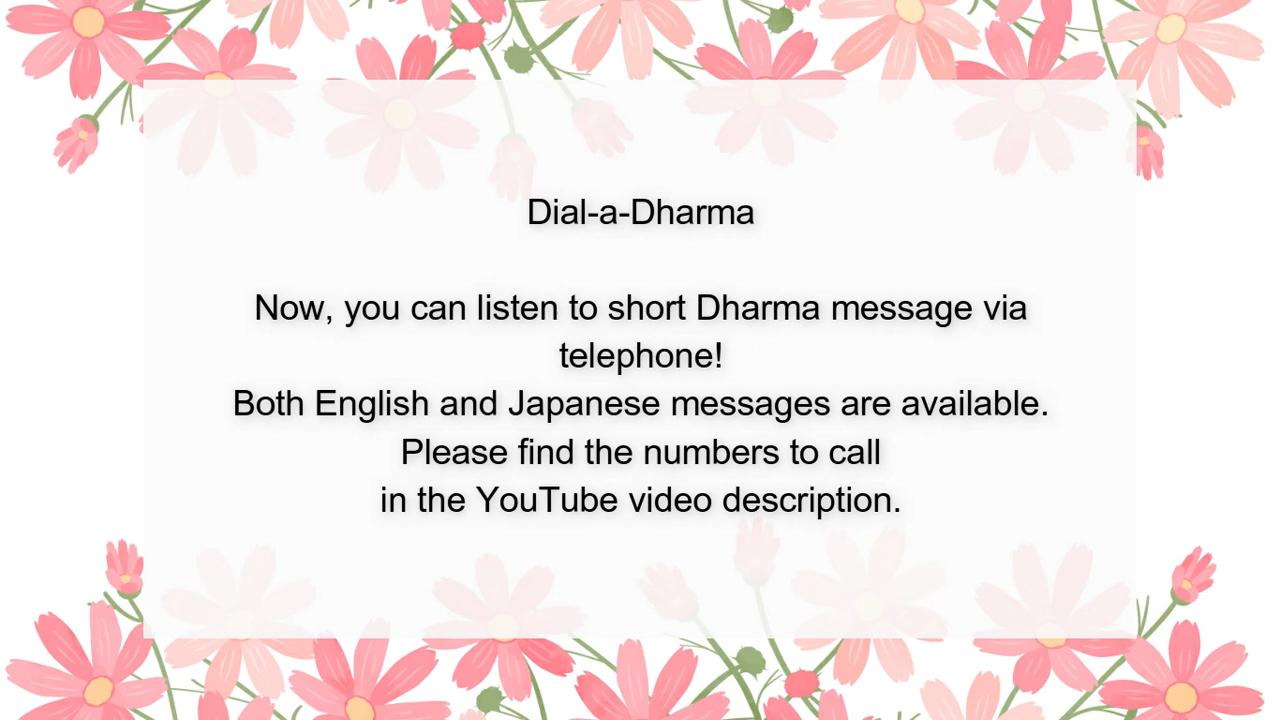 Dial-a-Dharma
Now, you can listen to short Dharma message via
telephone!
Both English and Japanese messages are available.
Please find the numbers to call
in the YouTube video description.